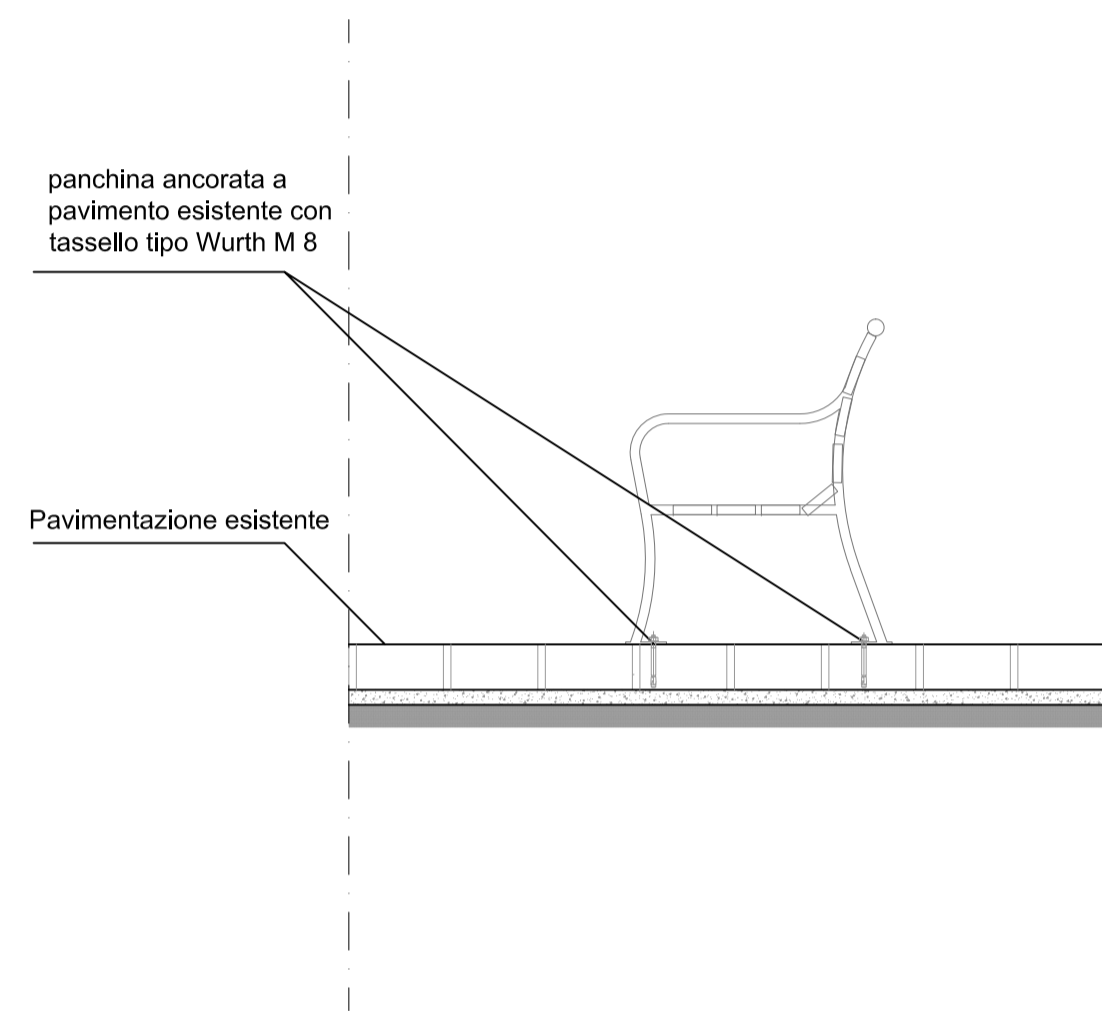 panchina ancorata a
pavimento esistente con
tassello tipo Wurth M 8
Pavimentazione esistente